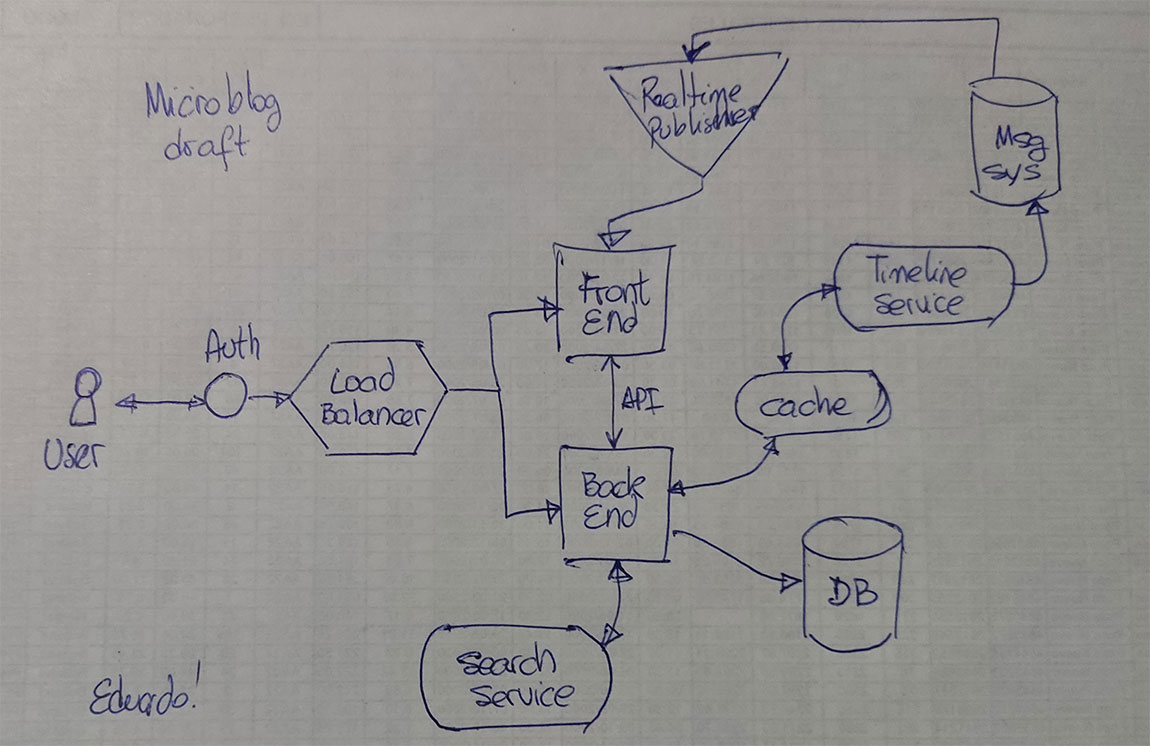 Microblog
draft
Realtime
Publisher
Msg
Sys
Front
End
Timeline
Service
Auth
Load
Balancer
API
cache
User
Back
End
DB
Search
Service
Eduardo!